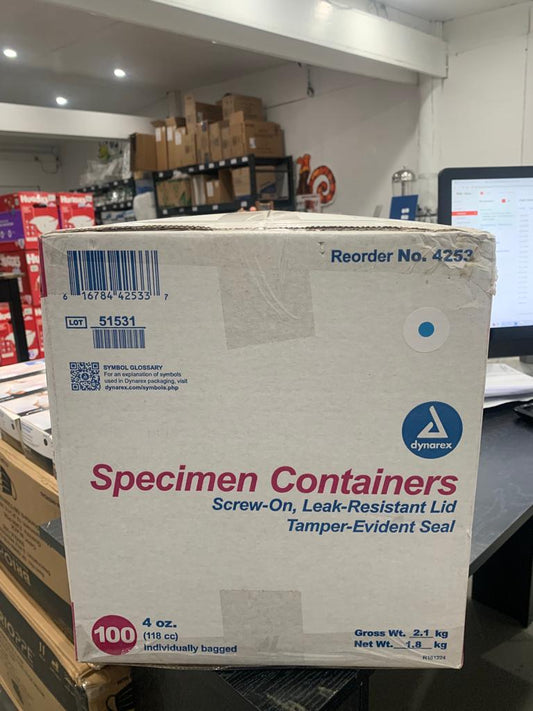 Reorder No. 4253
6 16784 42533 7
LOT 51531
SYMBOL GLOSSARY
For an explanation of symbols
used in Dynarex packaging, visit
dynarex.com/symbols.php
dynarex
Specimen Containers
Screw-On, Leak-Resistant Lid
Tamper-Evident Seal
100
4 oz.
(118 cc)
individually bagged
Gross Wt. 2.1 kg
Net Wt. 1.8 kg
Huggies